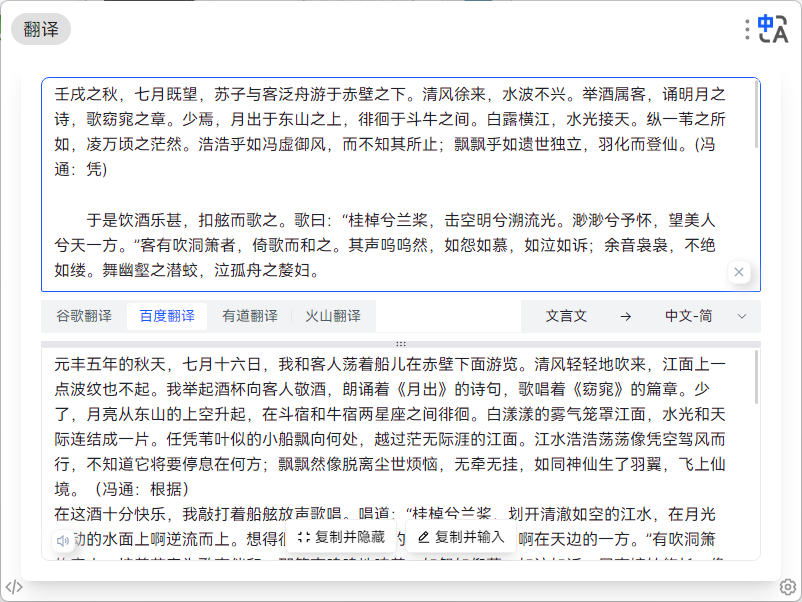 翻译
中A
壬戌之秋，七月既望，苏子与客泛舟游于赤壁之下。清风徐来，水波不兴。举酒属客，诵明月之
诗，歌窈窕之章。少焉，月出于东山之上，徘徊于斗牛之间。白露横江，水光接天。纵一苇之所
如，凌万顷之茫然。浩浩乎如冯虚御风，而不知其所止；飘飘乎如遗世独立，羽化而登仙。(冯
通：凭)
于是饮酒乐甚，扣舷而歌之。歌曰：“桂棹兮兰桨，击空明兮溯流光。渺渺兮予怀，望美人
兮天一方。”客有吹洞箫者，倚歌而和之。其声呜呜然，如怨如慕，如泣如诉；余音袅袅，不绝
如缕。舞幽壑之潜蛟，泣孤舟之嫠妇。
谷歌翻译 百度翻译 有道翻译 火山翻译 文言文 → 中文-简
元丰五年的秋天，七月十六日，我和客人荡着船儿在赤壁下面游览。清风轻轻地吹来，江面上一
点波纹也不起。我举起酒杯向客人敬酒，朗诵着《月出》的诗句，歌唱着《窈窕》的篇章。少
了，月亮从东山的上空升起，在斗宿和牛宿两星座之间徘徊。白漾漾的雾气笼罩江面，水光和天
际连结成一片。任凭苇叶似的小船飘向何处，越过茫无际涯的江面。江水浩浩荡荡像凭空驾风而
行，不知道它将要停息在何方；飘飘然像脱离尘世烦恼，无牵无挂，如同神仙生了羽翼，飞上仙
境。（冯通：根据）
在这酒十分快乐，我敲打着船舷放声歌唱。唱道：“桂棹兮兰桨，划开清澈如空的江水，在月光
动的水面上啊逆流而上。想得很 的 啊在天边的一方。”有吹洞箫
复制并隐藏 复制并输入